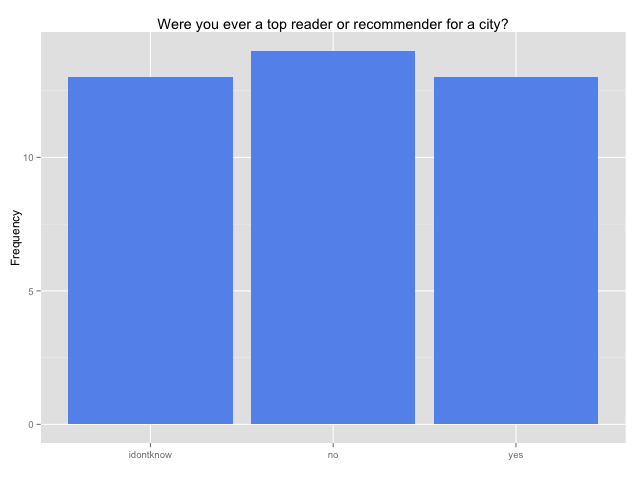 Were you ever a top reader or recommender for a city?
Frequency
10
5
0
idontknow no yes